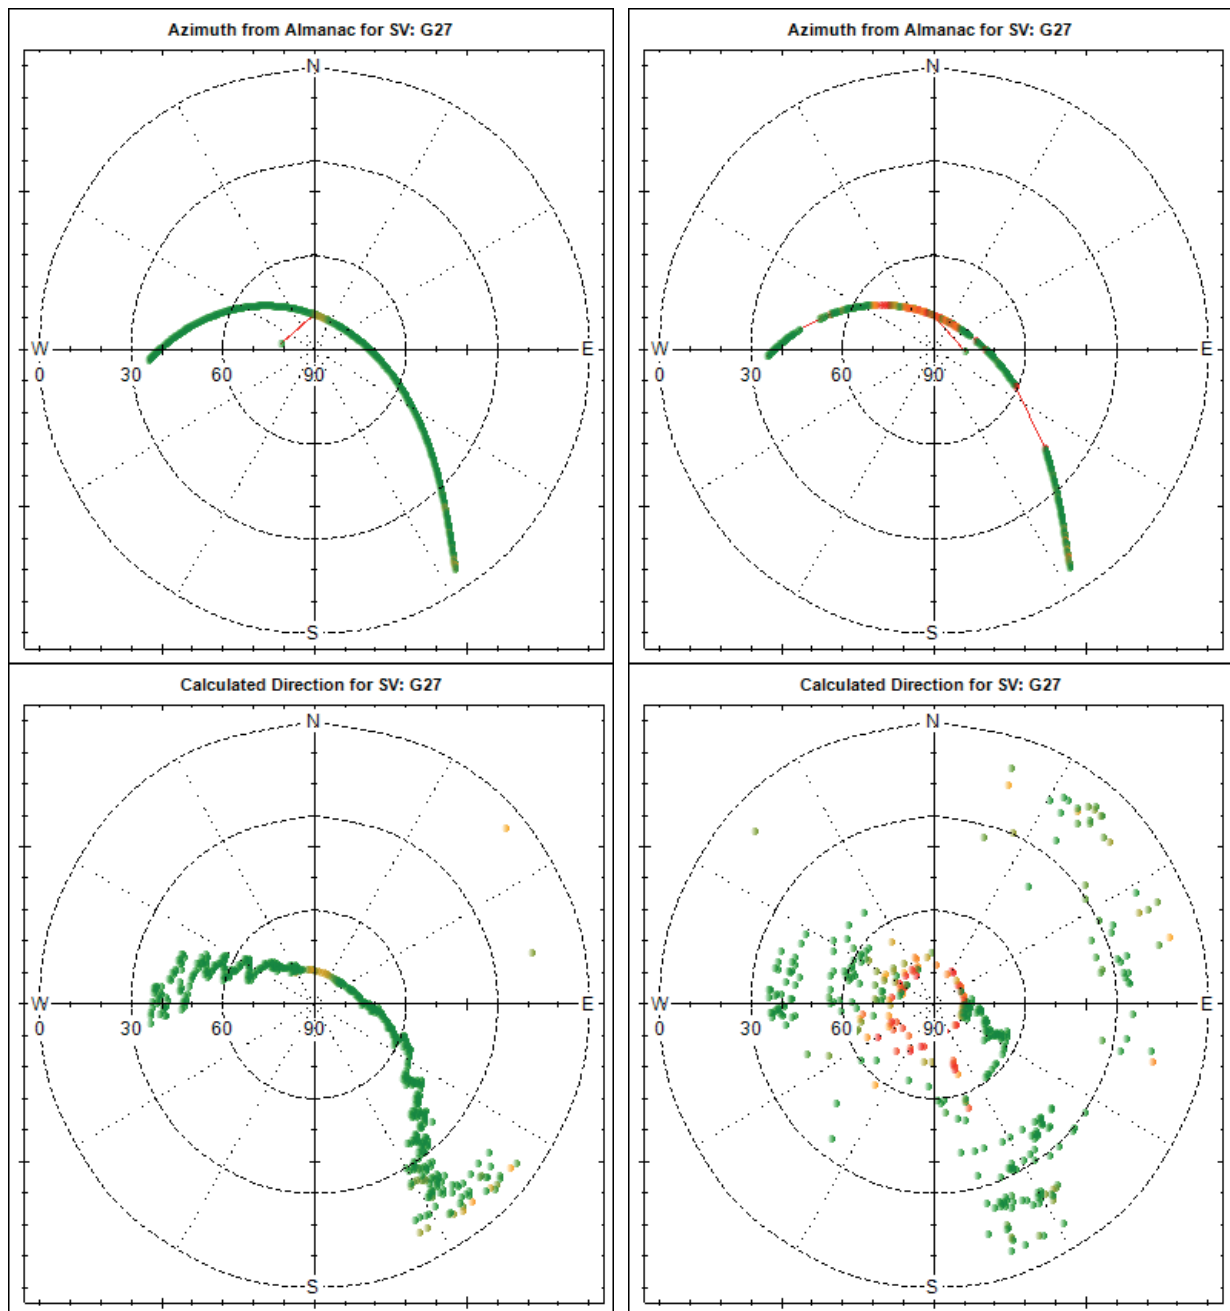 Azimuth from Almanac for SV: G27
N
W
E
0 30 60 90
S
Azimuth from Almanac for SV: G27
N
W
E
0 30 60 90
S
Calculated Direction for SV: G27
N
W
E
0 30 60 90
S
Calculated Direction for SV: G27
N
W
E
0 30 60 90
S